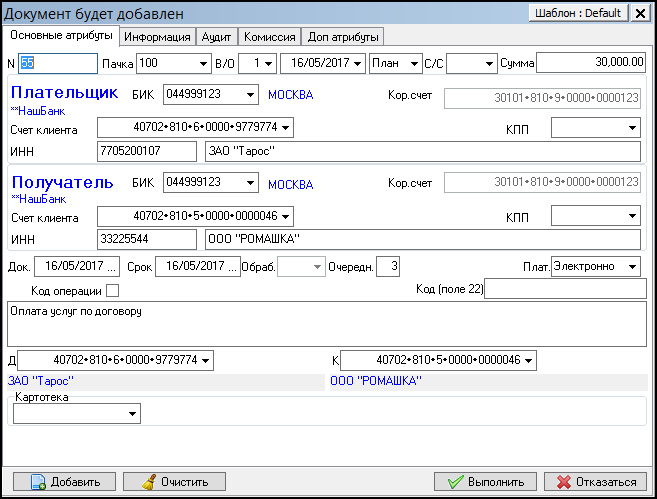 Документ будет добавлен Шаблон : Default
Основные атрибуты Информация Аудит Комиссия Доп атрибуты
N 55 Пачка 100 В/О 1 16/05/2017 План С/С Сумма 30,000.00
Плательщик БИК 044999123 МОСКВА Кор.счет 30101•810•9•0000•0000123
**НашБанк
Счет клиента 40702•810•6•0000•9779774 КПП
ИНН 7705200107 ЗАО "Тарос"
Получатель БИК 044999123 МОСКВА Кор.счет 30101•810•9•0000•0000123
**НашБанк
Счет клиента 40702•810•5•0000•0000046 КПП
ИНН 33225544 ООО "РОМАШКА"
Док. 16/05/2017 ... Срок 16/05/2017 ... Обраб. Очередн. 3 Плат. Электронно
Код операции Код (поле 22)
Оплата услуг по договору
Д 40702•810•6•0000•9779774 К 40702•810•5•0000•0000046
ЗАО "Тарос" ООО "РОМАШКА"
Картотека
Добавить Очистить Выполнить Отказаться